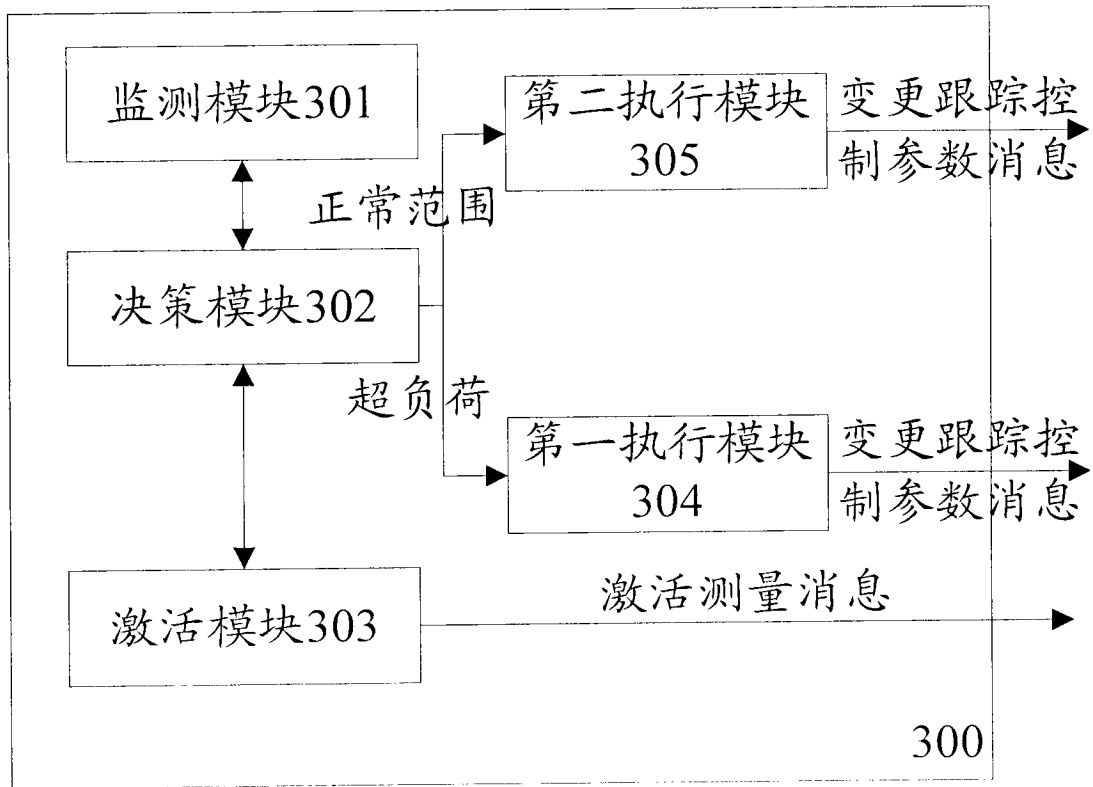 监测模块301
第二执行模块
305
变更跟踪控
制参数消息
正常范围
决策模块302
超负荷
第一执行模块
304
变更跟踪控
制参数消息
激活模块303
激活测量消息
300